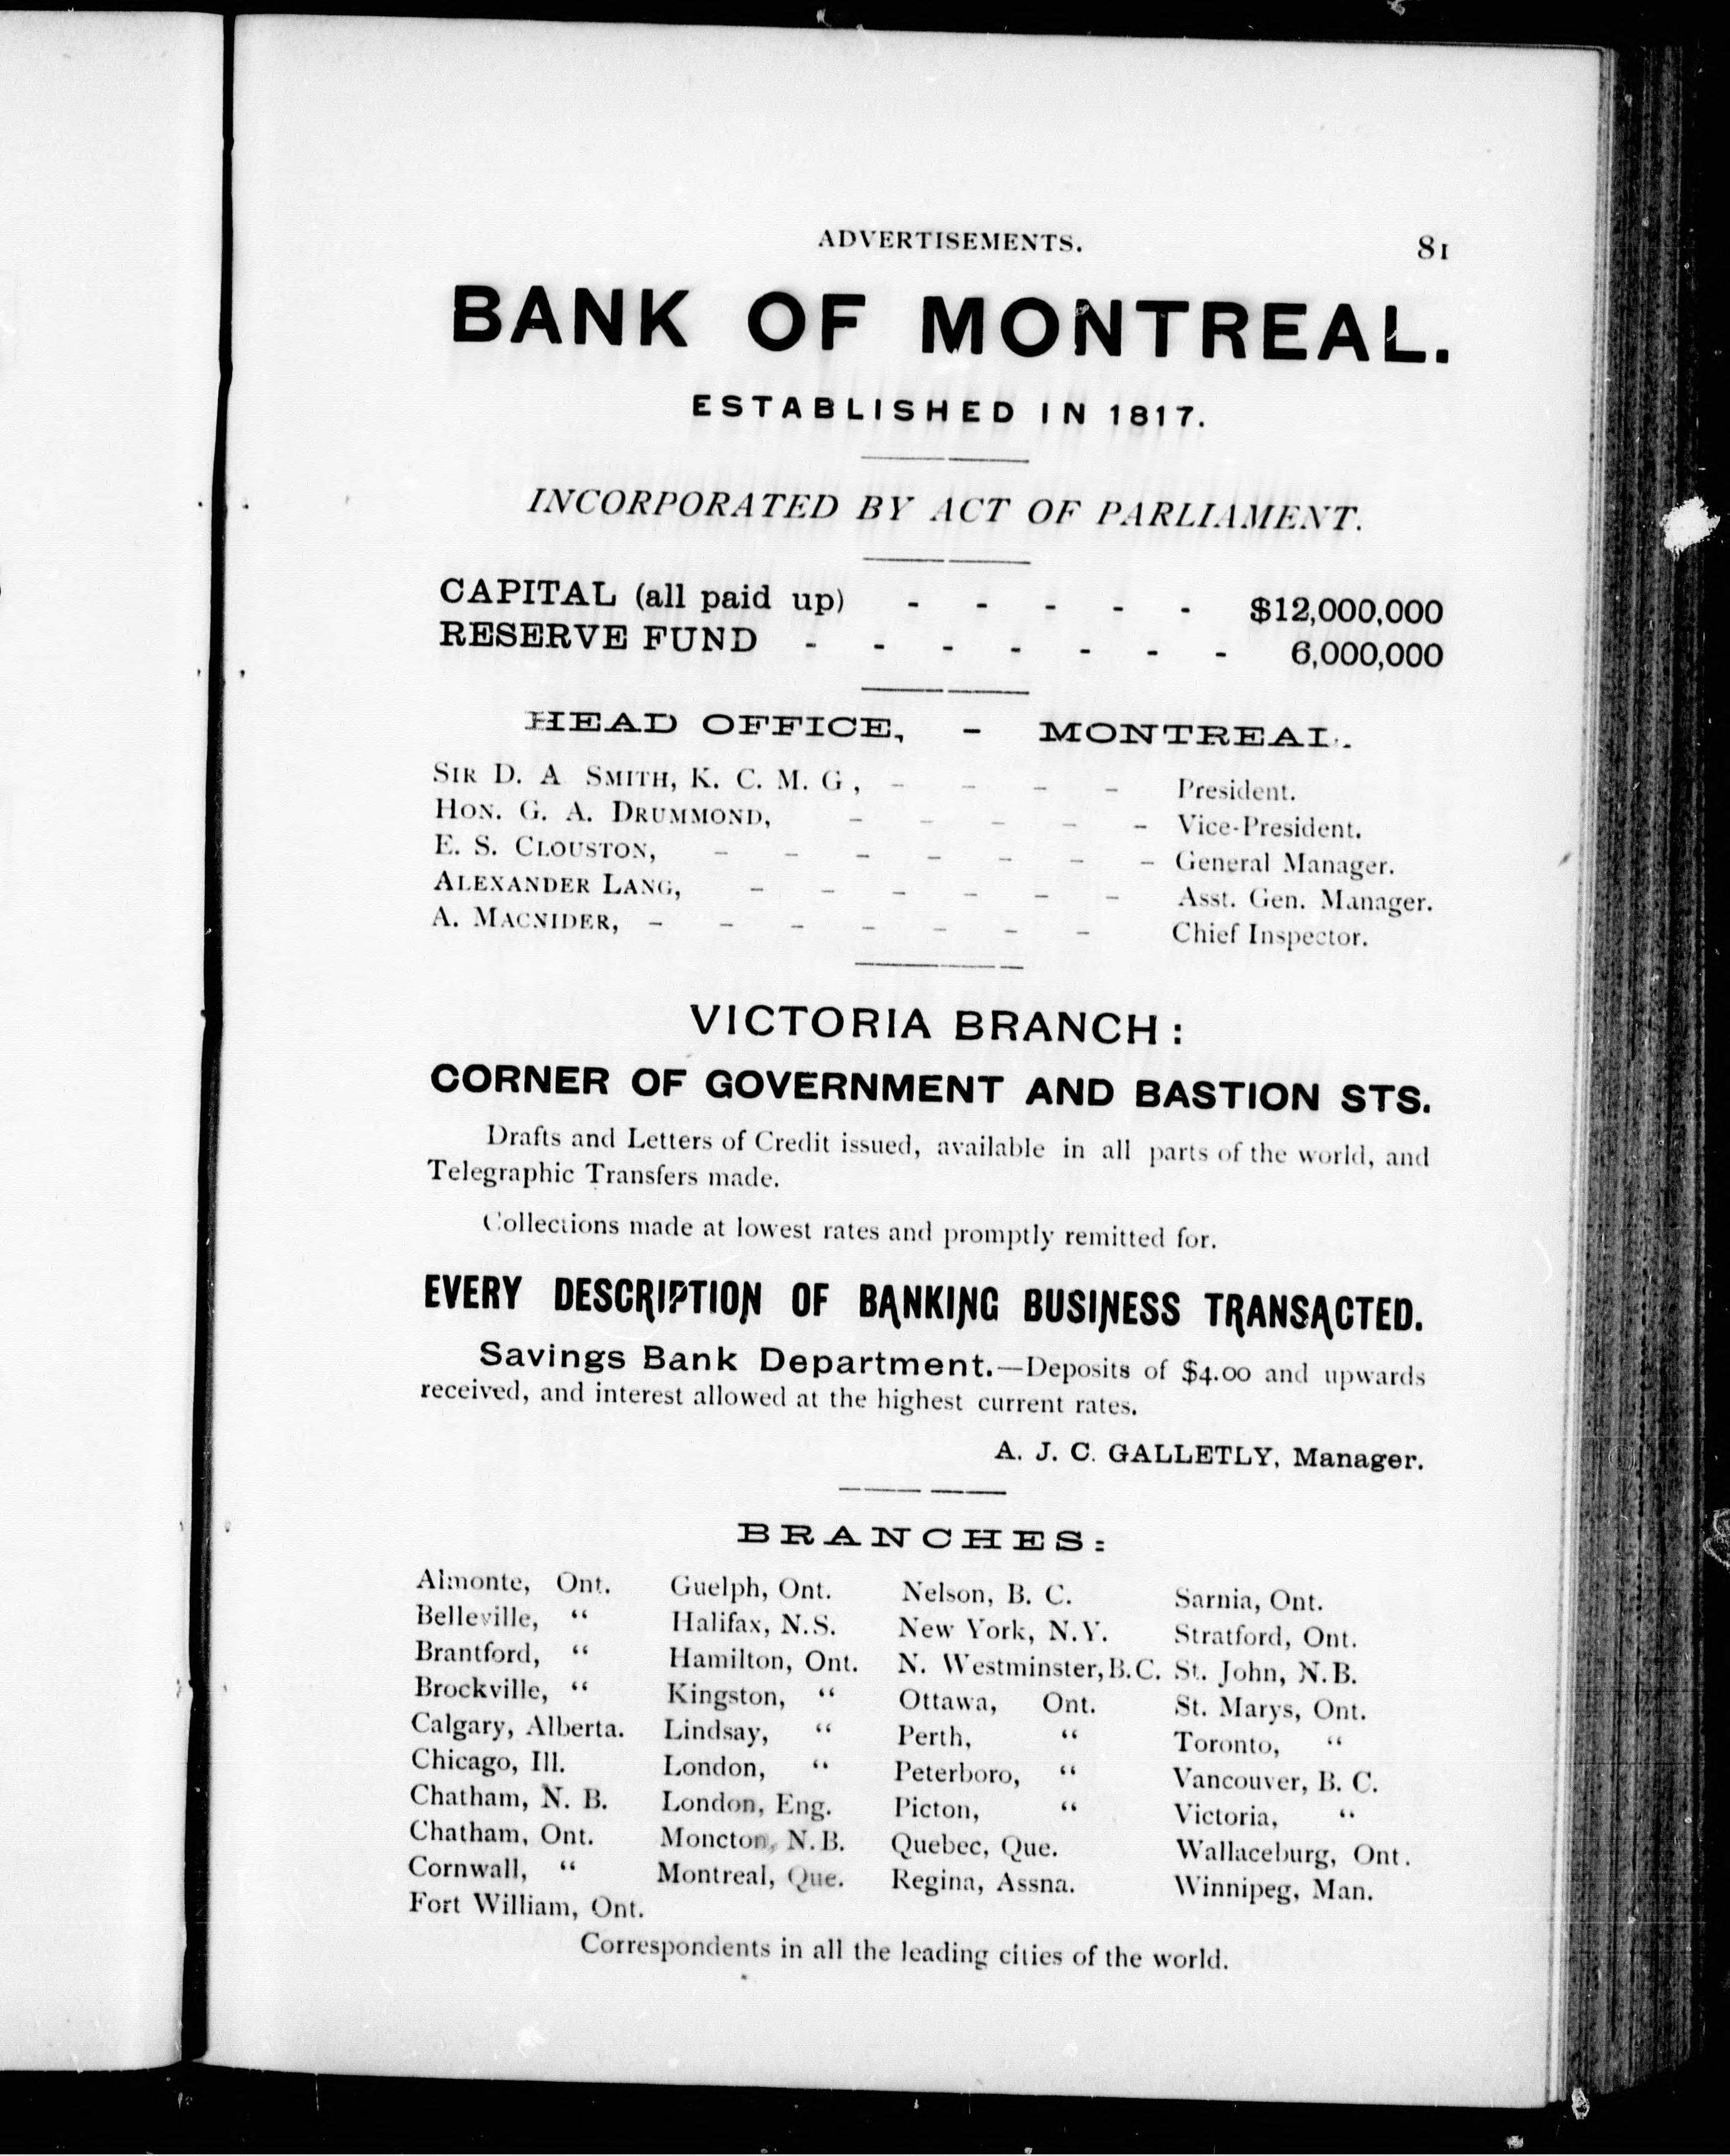 ADVERTISEMENTS. 81
BANK OF MONTREAL.
ESTABLISHED IN 1817.
INCORPORATED BY ACT OF PARLIAMENT.
CAPITAL (all paid up) - - - - - $12,000,000
RESERVE FUND - - - - - - - 6,000,000
HEAD OFFICE, - MONTREAL.
SIR D. A SMITH, K. C. M. G, - - - - President.
HON. G. A. DRUMMOND, - - - - - Vice-President.
E. S. CLOUSTON, - - - - - - - General Manager.
ALEXANDER LANG, - - - - - - Asst. Gen. Manager.
A. MACNIDER, - - - - - - - Chief Inspector.
VICTORIA BRANCH:
CORNER OF GOVERNMENT AND BASTION STS.
Drafts and Letters of Credit issued, available in all parts of the world, and
Telegraphic Transfers made.
Collections made at lowest rates and promptly remitted for.
EVERY DESCRIPTION OF BANKING BUSINESS TRANSACTED.
Savings Bank Department.—Deposits of $4.00 and upwards
received, and interest allowed at the highest current rates.
A. J. C. GALLETLY, Manager.
BRANCHES:
Almonte, Ont. Guelph, Ont. Nelson, B. C. Sarnia, Ont.
Belleville, " Halifax, N.S. New York, N.Y. Stratford, Ont.
Brantford, " Hamilton, Ont. N. Westminster, B.C. St. John, N.B.
Brockville, " Kingston, " Ottawa, Ont. St. Marys, Ont.
Calgary, Alberta. Lindsay, " Perth, " Toronto, "
Chicago, Ill. London, " Peterboro, " Vancouver, B. C.
Chatham, N. B. London, Eng. Picton, " Victoria, "
Chatham, Ont. Moncton, N.B. Quebec, Que. Wallaceburg, Ont.
Cornwall, " Montreal, Que. Regina, Assna. Winnipeg, Man.
Fort William, Ont.
Correspondents in all the leading cities of the world.